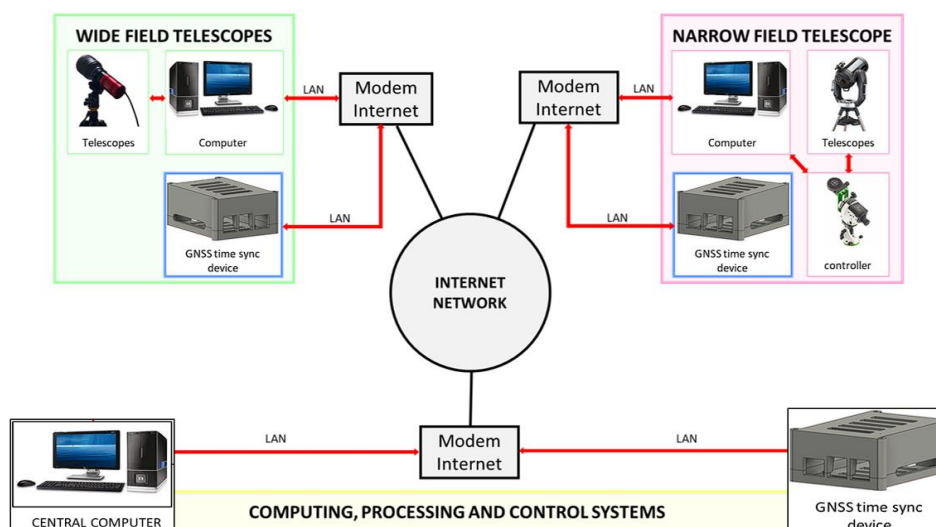 WIDE FIELD TELESCOPES
Telescopes
Computer
LAN
Modem
Internet
GNSS time sync
device
LAN
NARROW FIELD TELESCOPE
Modem
Internet
LAN
Computer
Telescopes
LAN
GNSS time sync
device
controller
INTERNET
NETWORK
CENTRAL COMPUTER
LAN
Modem
Internet
LAN
GNSS time sync
device
COMPUTING, PROCESSING AND CONTROL SYSTEMS